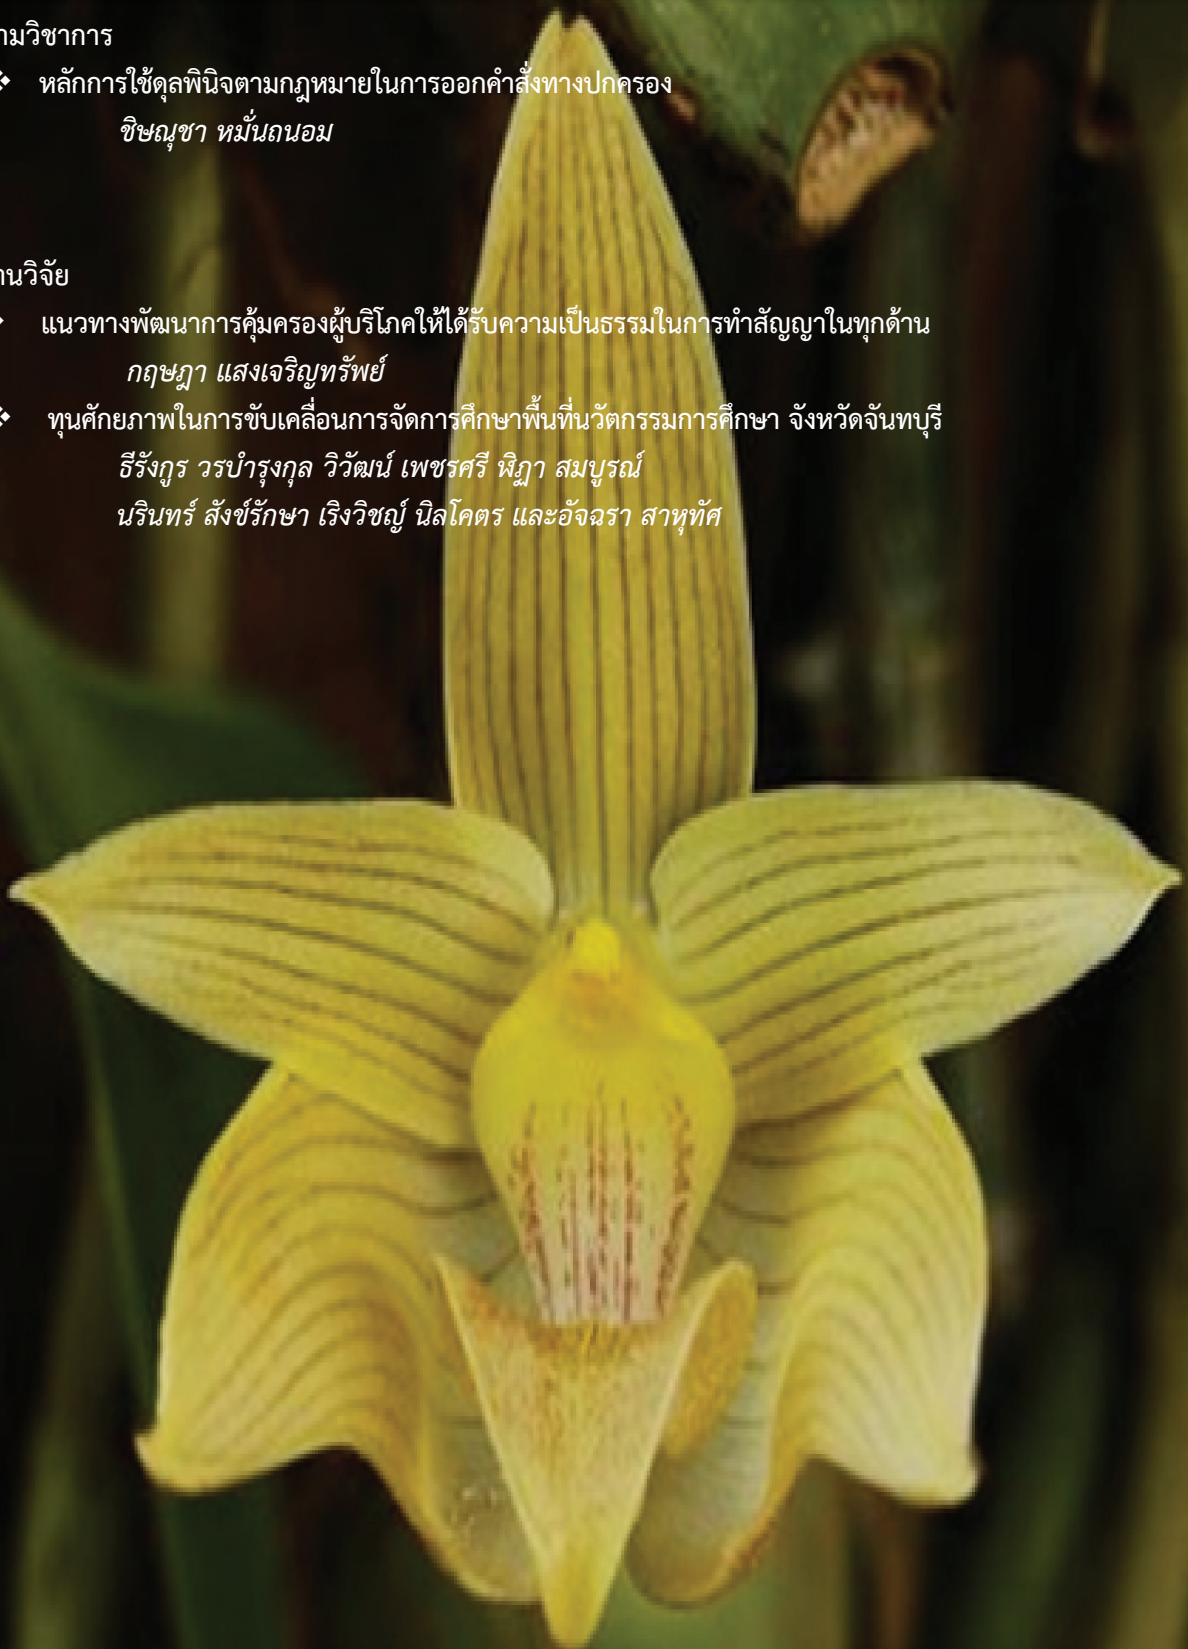 ามวิชาการ
❖ หลักการใช้ดุลพินิจตามกฎหมายในการออกคำสั่งทางปกครอง
ชิษณุชา หมั่นถนอม
านวิจัย
❖ แนวทางพัฒนาการคุ้มครองผู้บริโภคให้ได้รับความเป็นธรรมในการทำสัญญาในทุกด้าน
กฤษฎา แสงเจริญทรัพย์
❖ ทุนศักยภาพในการขับเคลื่อนการจัดการศึกษาพื้นที่นวัตกรรมการศึกษา จังหวัดจันทบุรี
ธีรังกูร วรบำรุงกุล วิวัฒน์ เพชรศรี ฬิฏา สมบูรณ์
นรินทร์ สังข์รักษา เริงวิชญ์ นิลโคตร และอัจฉรา สาหุทัศ